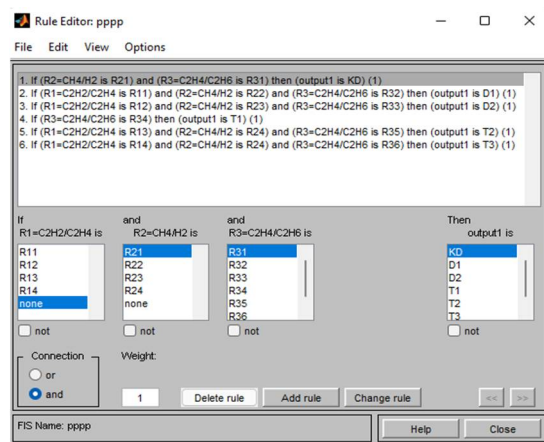 Rule Editor: pppp
File Edit View Options
1. If (R2=CH4/H2 is R21) and (R3=C2H4/C2H6 is R31) then (output1 is KD) (1)
2. If (R1=C2H2/C2H4 is R11) and (R2=CH4/H2 is R22) and (R3=C2H4/C2H6 is R32) then (output1 is D1) (1)
3. If (R1=C2H2/C2H4 is R12) and (R2=CH4/H2 is R23) and (R3=C2H4/C2H6 is R33) then (output1 is D2) (1)
4. If (R3=C2H4/C2H6 is R34) then (output1 is T1) (1)
5. If (R1=C2H2/C2H4 is R13) and (R2=CH4/H2 is R24) and (R3=C2H4/C2H6 is R35) then (output1 is T2) (1)
6. If (R1=C2H2/C2H4 is R14) and (R2=CH4/H2 is R24) and (R3=C2H4/C2H6 is R36) then (output1 is T3) (1)
If and and Then
R1=C2H2/C2H4 is R2=CH4/H2 is R3=C2H4/C2H6 is output1 is
R11 R21 R31 KD
R12 R22 R32 D1
R13 R23 R33 D2
R14 R24 R34 T1
none none R35 T2
R36 T3
not not not not
Connection Weight:
or
and 1 Delete rule Add rule Change rule << >>
FIS Name: pppp Help Close